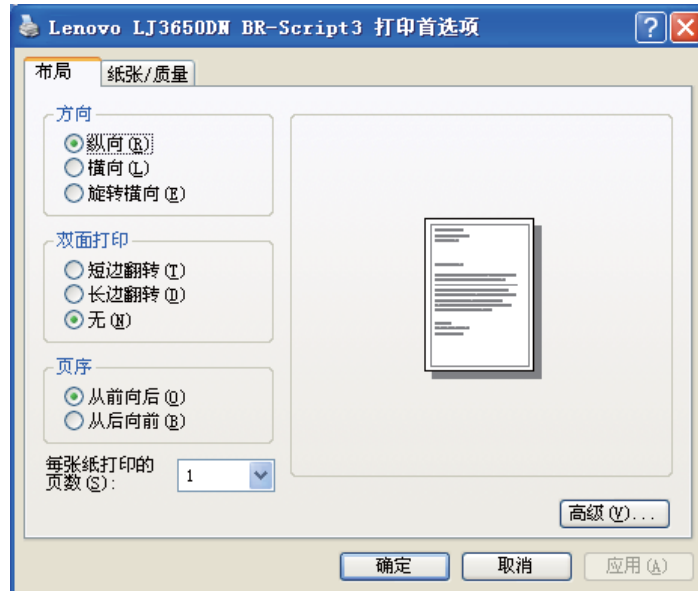 Lenovo LJ3650DN BR-Script3 打印首选项
布局
纸张/质量
方向
纵向(R)
横向(L)
旋转横向(E)
双面打印
短边翻转(T)
长边翻转(D)
无(N)
页序
从前向后(O)
从后向前(B)
每张纸打印的
页数(S):
1
高级(V)...
确定
取消
应用(A)